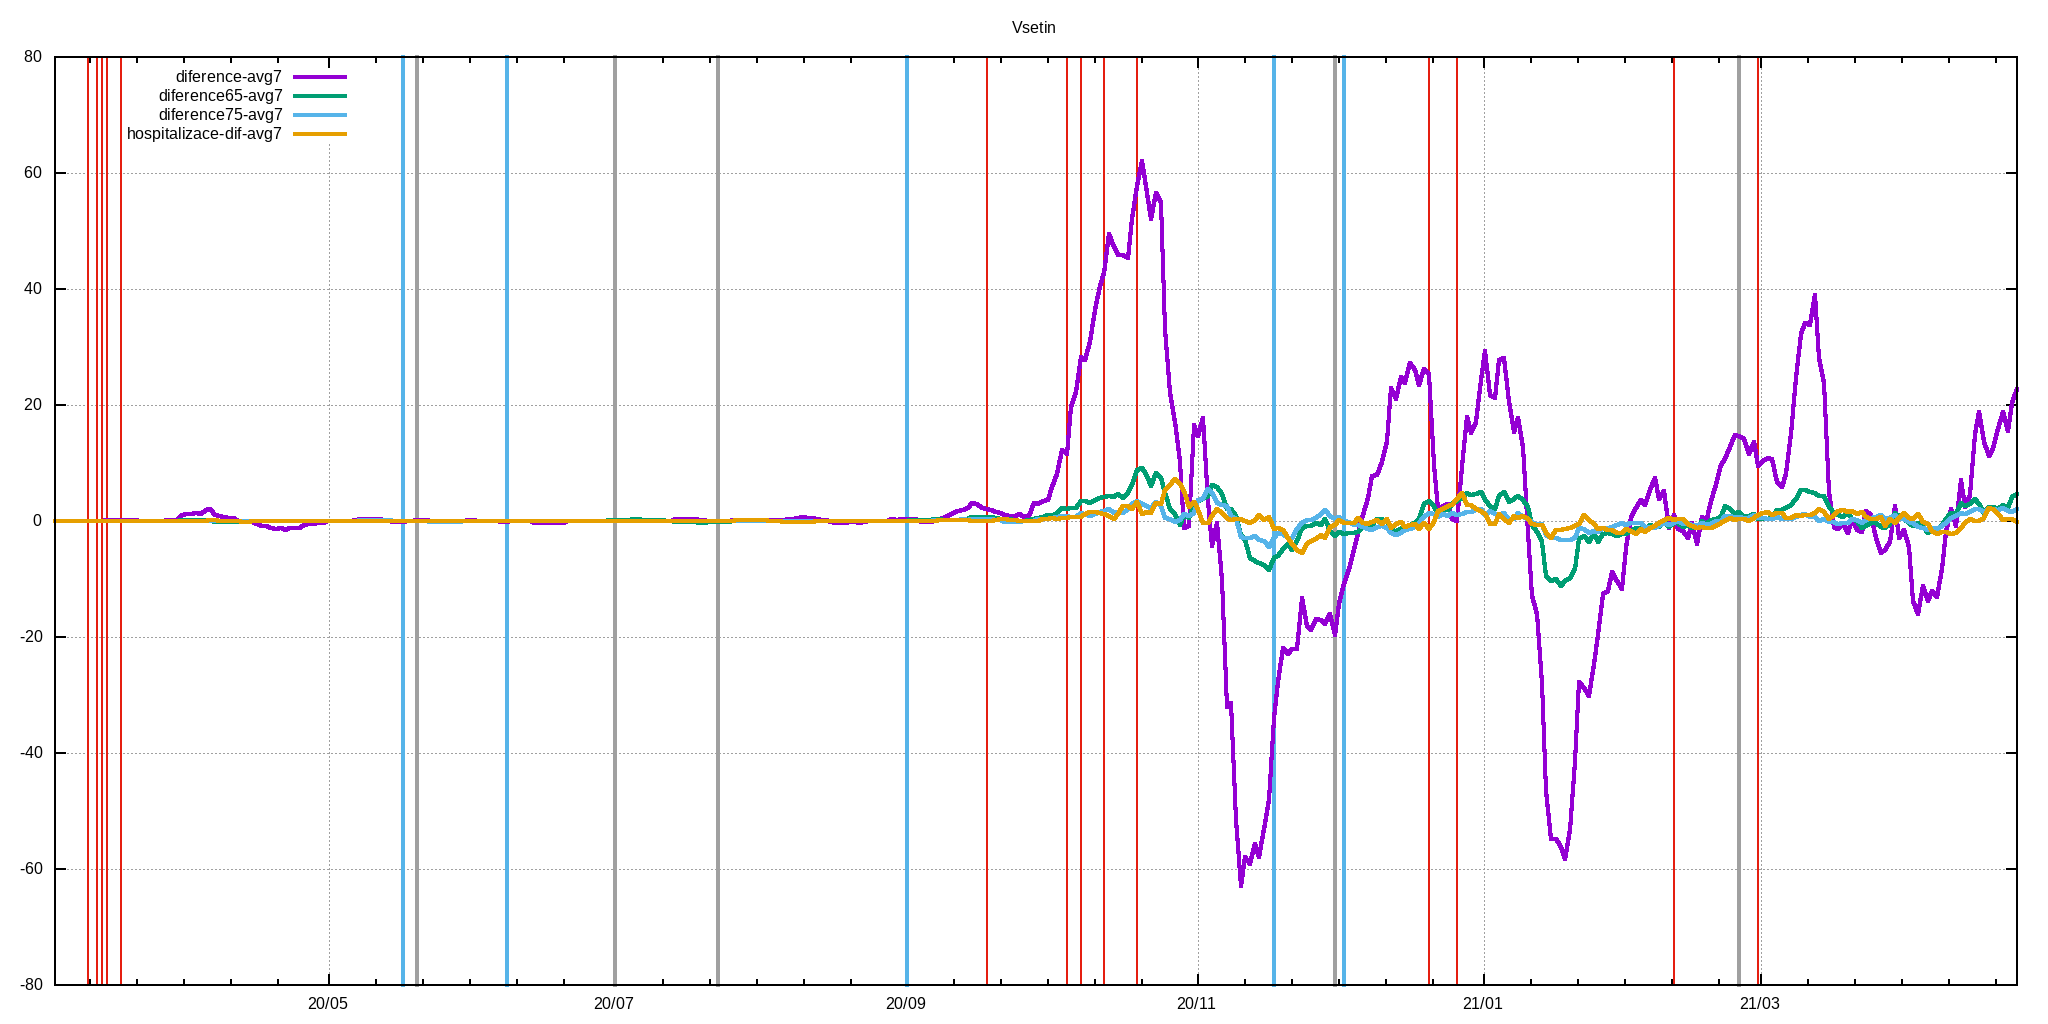 Vsetin
80
diference-avg7
diference65-avg7
diference75-avg7
hospitalizace-dif-avg7
60
40
20
0
-20
-40
-60
-80
20/05 20/07 20/09 20/11 21/01 21/03